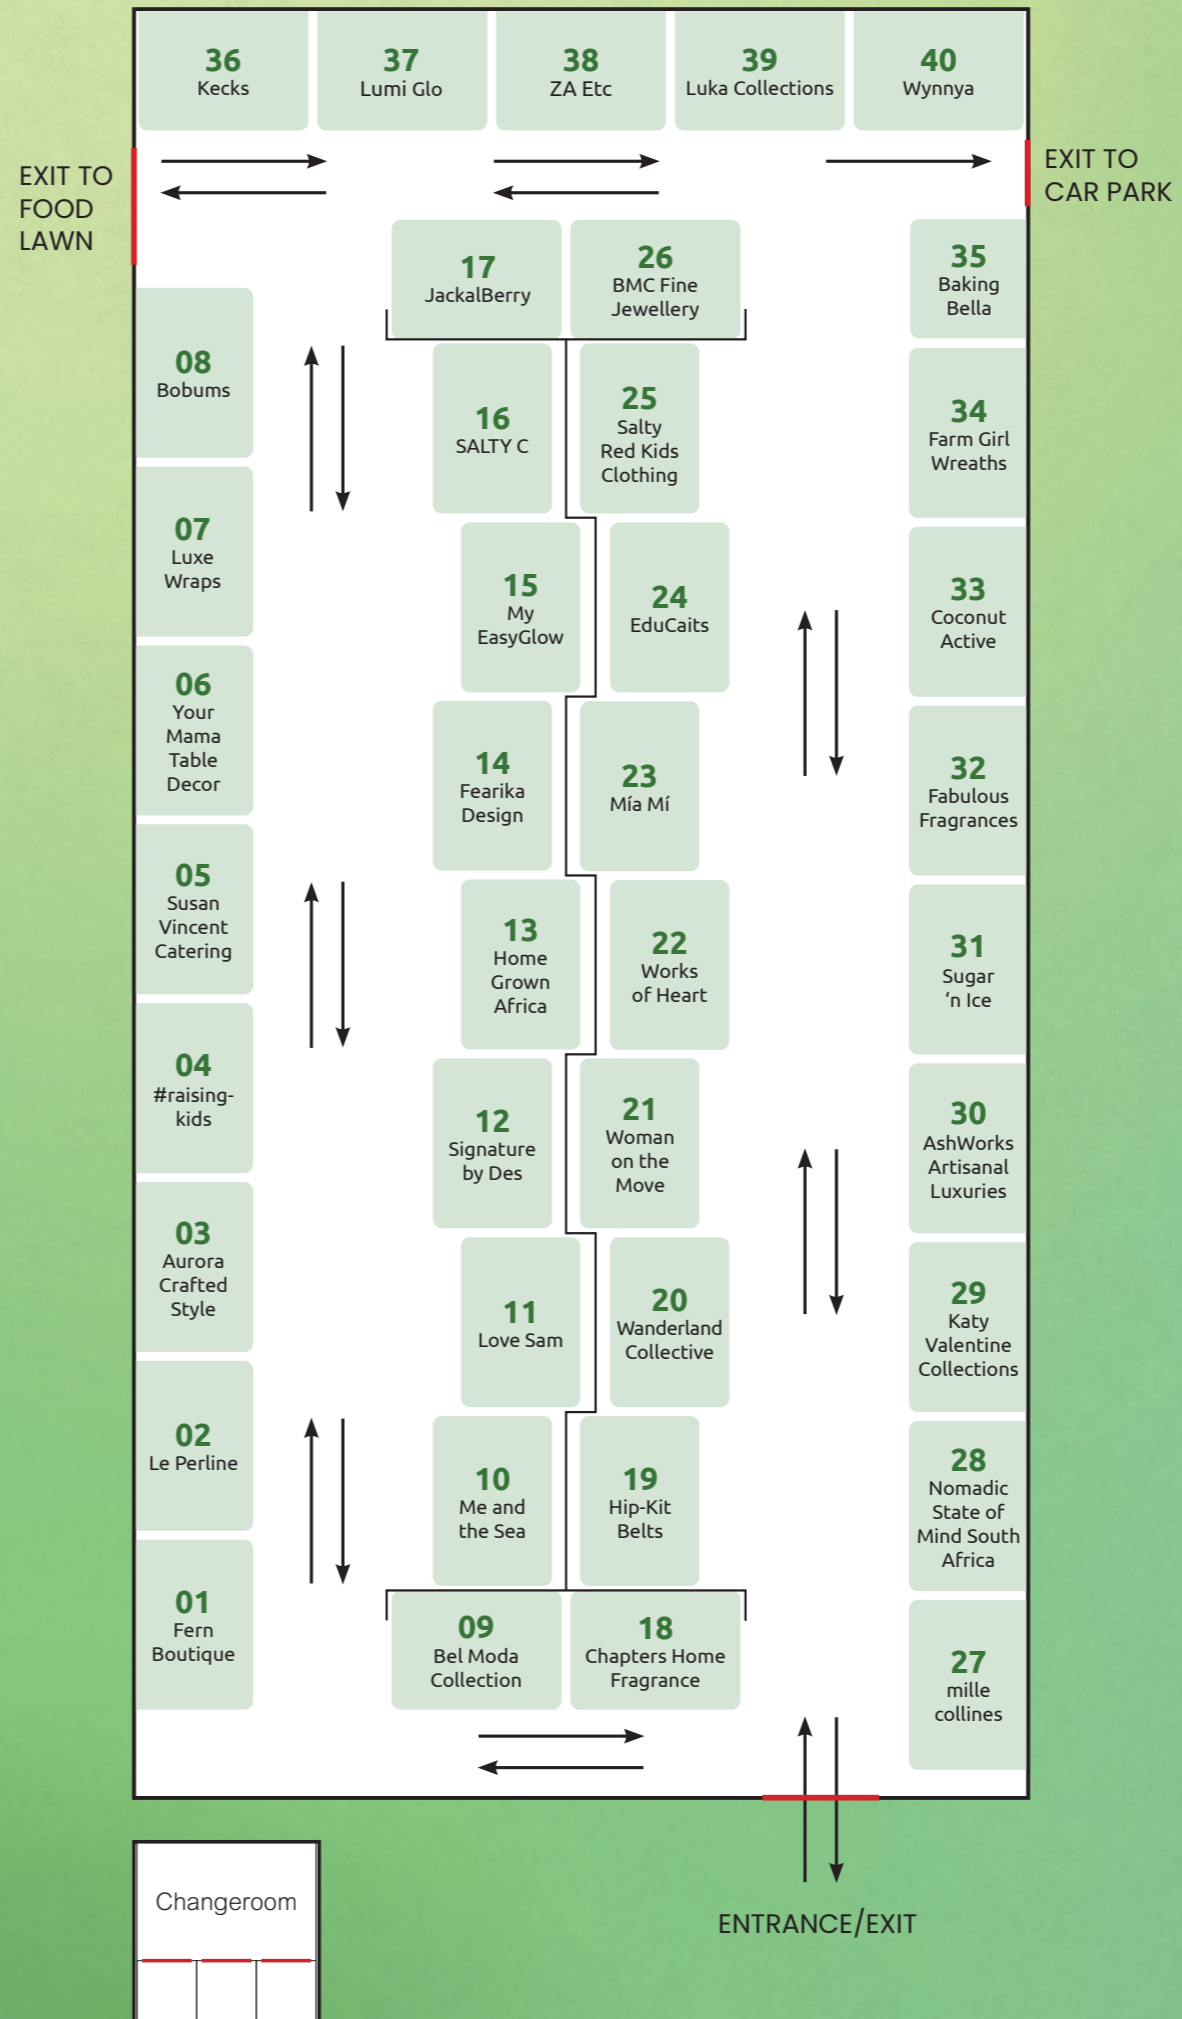 36
Kecks
37
Lumi Glo
38
ZA Etc
39
Luka Collections
40
Wynnya
EXIT TO
FOOD
LAWN
EXIT TO
CAR PARK
17
JackalBerry
26
BMC Fine
Jewellery
35
Baking
Bella
08
Bobums
16
SALTY C
25
Salty
Red Kids
Clothing
34
Farm Girl
Wreaths
07
Luxe
Wraps
15
My
EasyGlow
24
EduCaits
33
Coconut
Active
06
Your
Mama
Table
Decor
14
Fearika
Design
23
Mía Mí
32
Fabulous
Fragrances
05
Susan
Vincent
Catering
13
Home
Grown
Africa
22
Works
of Heart
31
Sugar
‘n Ice
04
#raising-
kids
12
Signature
by Des
21
Woman
on the
Move
30
AshWorks
Artisanal
Luxuries
03
Aurora
Crafted
Style
11
Love Sam
20
Wanderland
Collective
29
Katy
Valentine
Collections
02
Le Perline
10
Me and
the Sea
19
Hip-Kit
Belts
28
Nomadic
State of
Mind South
Africa
01
Fern
Boutique
09
Bel Moda
Collection
18
Chapters Home
Fragrance
27
mille
collines
Changeroom
ENTRANCE/EXIT